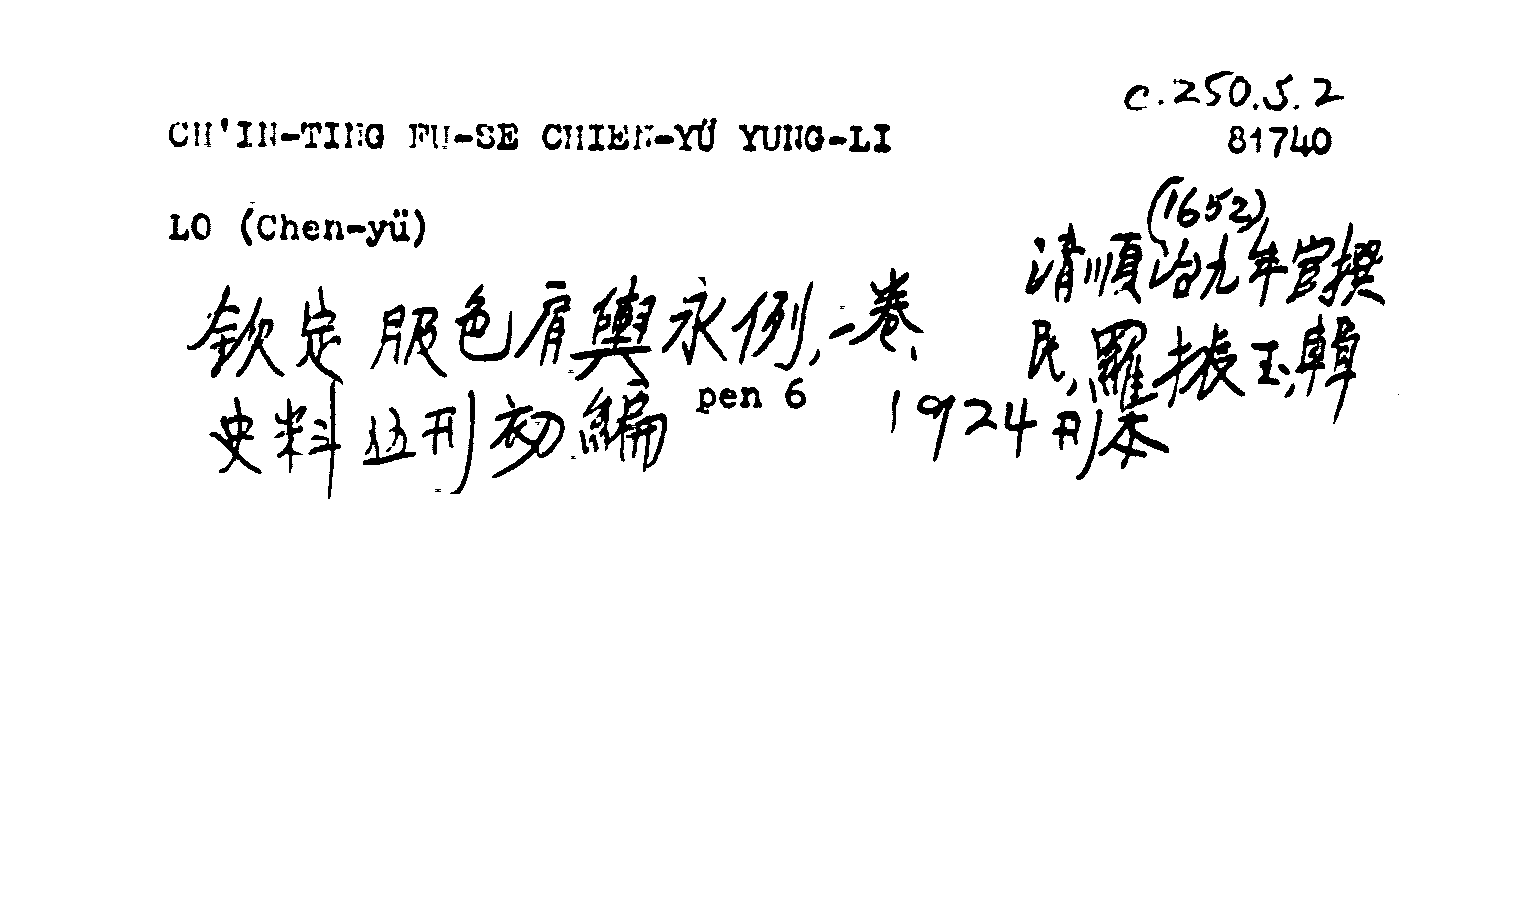 c.250.5.2
CH'IN-TING FU-SE CHIEN-YÜ YUNG-LI
81740
LO (Chen-yü)
(1652)
清順治九年官撰
欽定服色肩輿永例,一卷,
民,羅振玉,輯
史料丛刊初編 pen 6 1924刊本